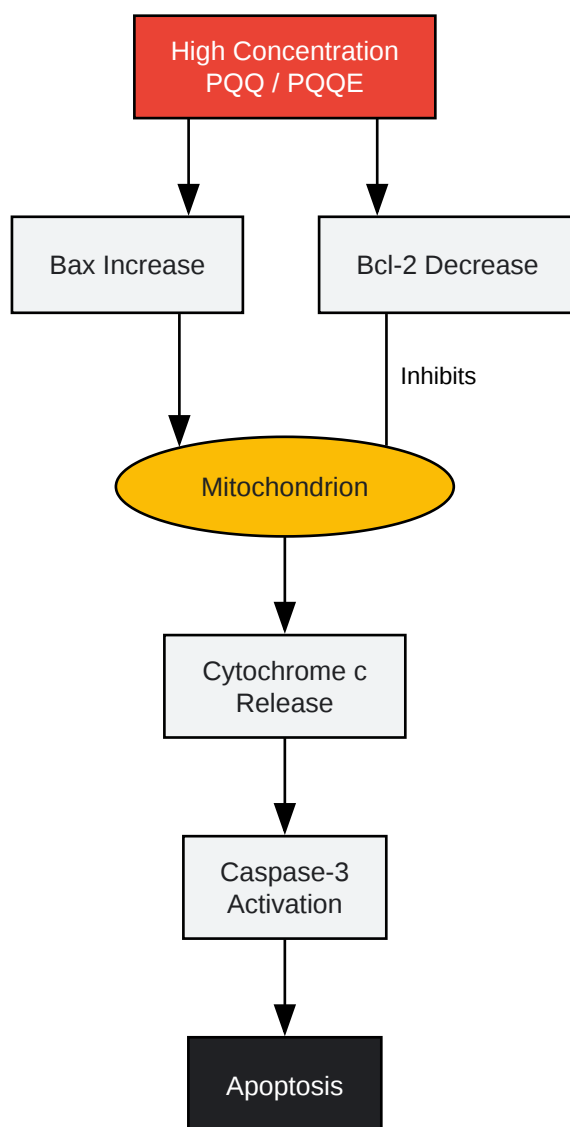 High Concentration
PQQ / PQQE
Bax Increase
Bcl-2 Decrease
Inhibits
Mitochondrion
Cytochrome c
Release
Caspase-3
Activation
Apoptosis